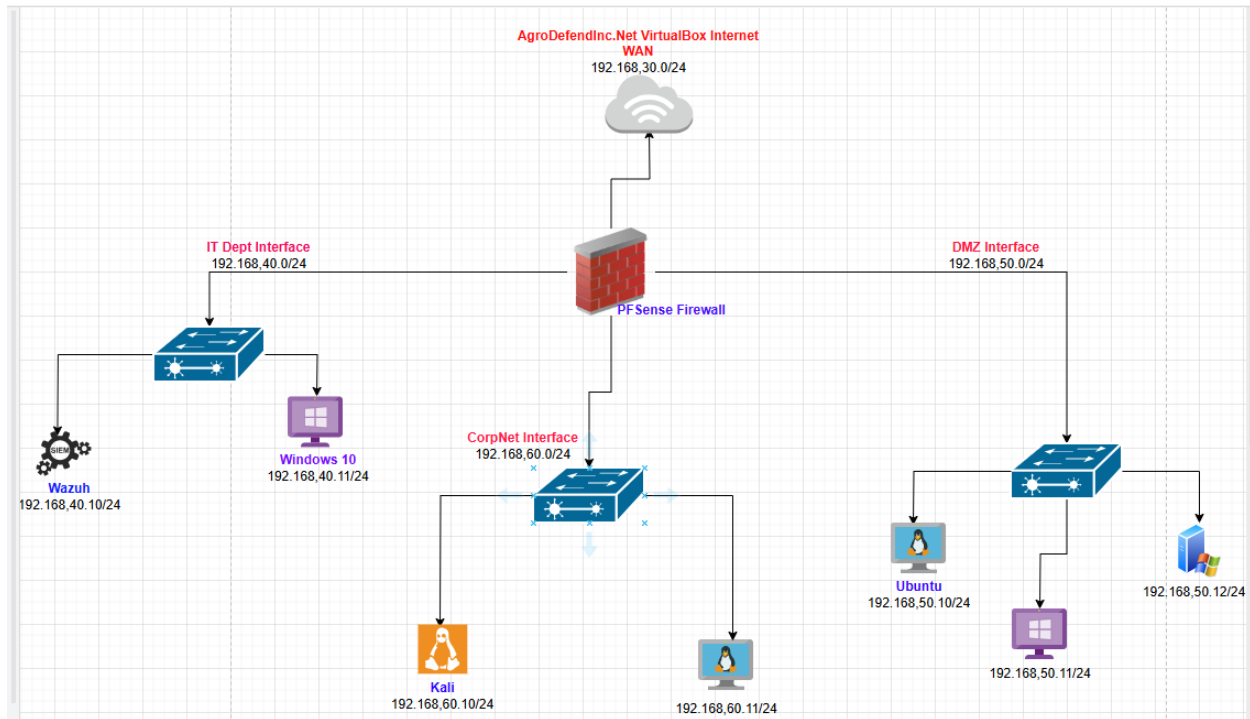 AgroDefendInc.Net VirtualBox Internet
WAN
192.168,30.0/24
IT Dept Interface
192.168,40.0/24
DMZ Interface
192.168,50.0/24
PFSense Firewall
CorpNet Interface
192.168,60.0/24
Windows 10
192.168,40.11/24
SIEM
Wazuh
192.168,40.10/24
Ubuntu
192.168,50.10/24
192.168,50.12/24
192.168,50.11/24
Kali
192.168,60.10/24
192.168,60.11/24